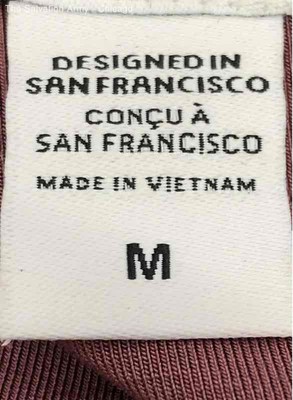 DESIGNED IN
SAN FRANCISCO
CONÇU À
SAN FRANCISCO
MADE IN VIETNAM
M